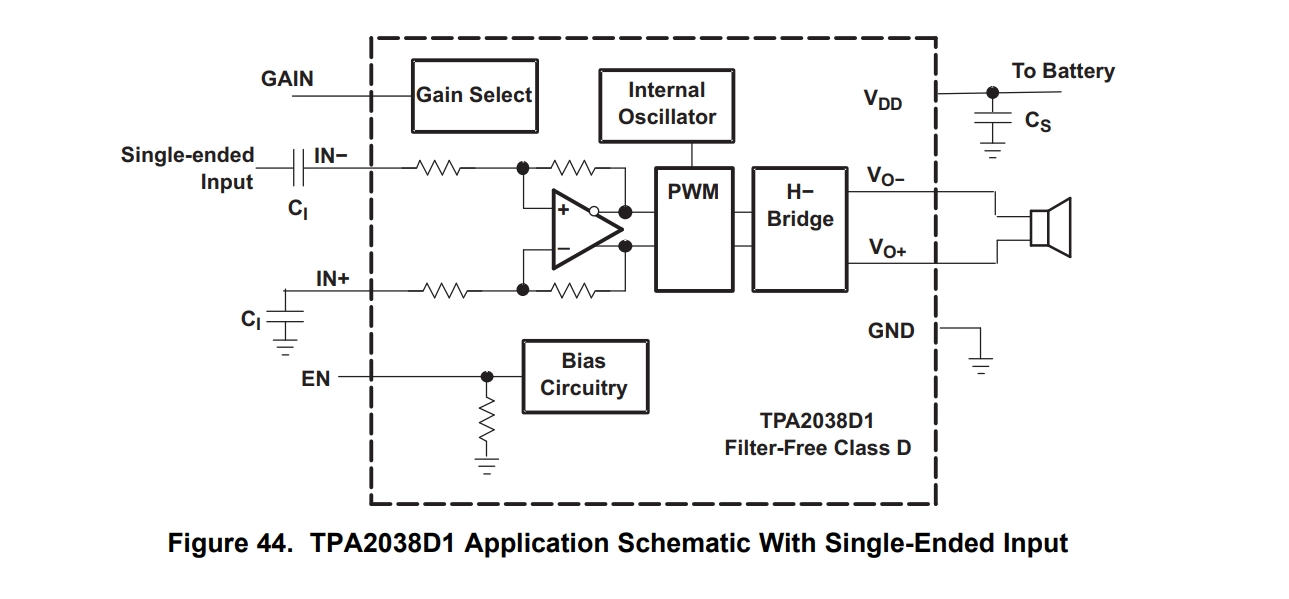 GAIN
Gain Select
Internal
Oscillator
VDD
To Battery
CS
Single-ended
Input
IN−
CI
+
−
PWM
H−
Bridge
VO−
VO+
IN+
CI
GND
EN
Bias
Circuitry
TPA2038D1
Filter-Free Class D
Figure 44. TPA2038D1 Application Schematic With Single-Ended Input